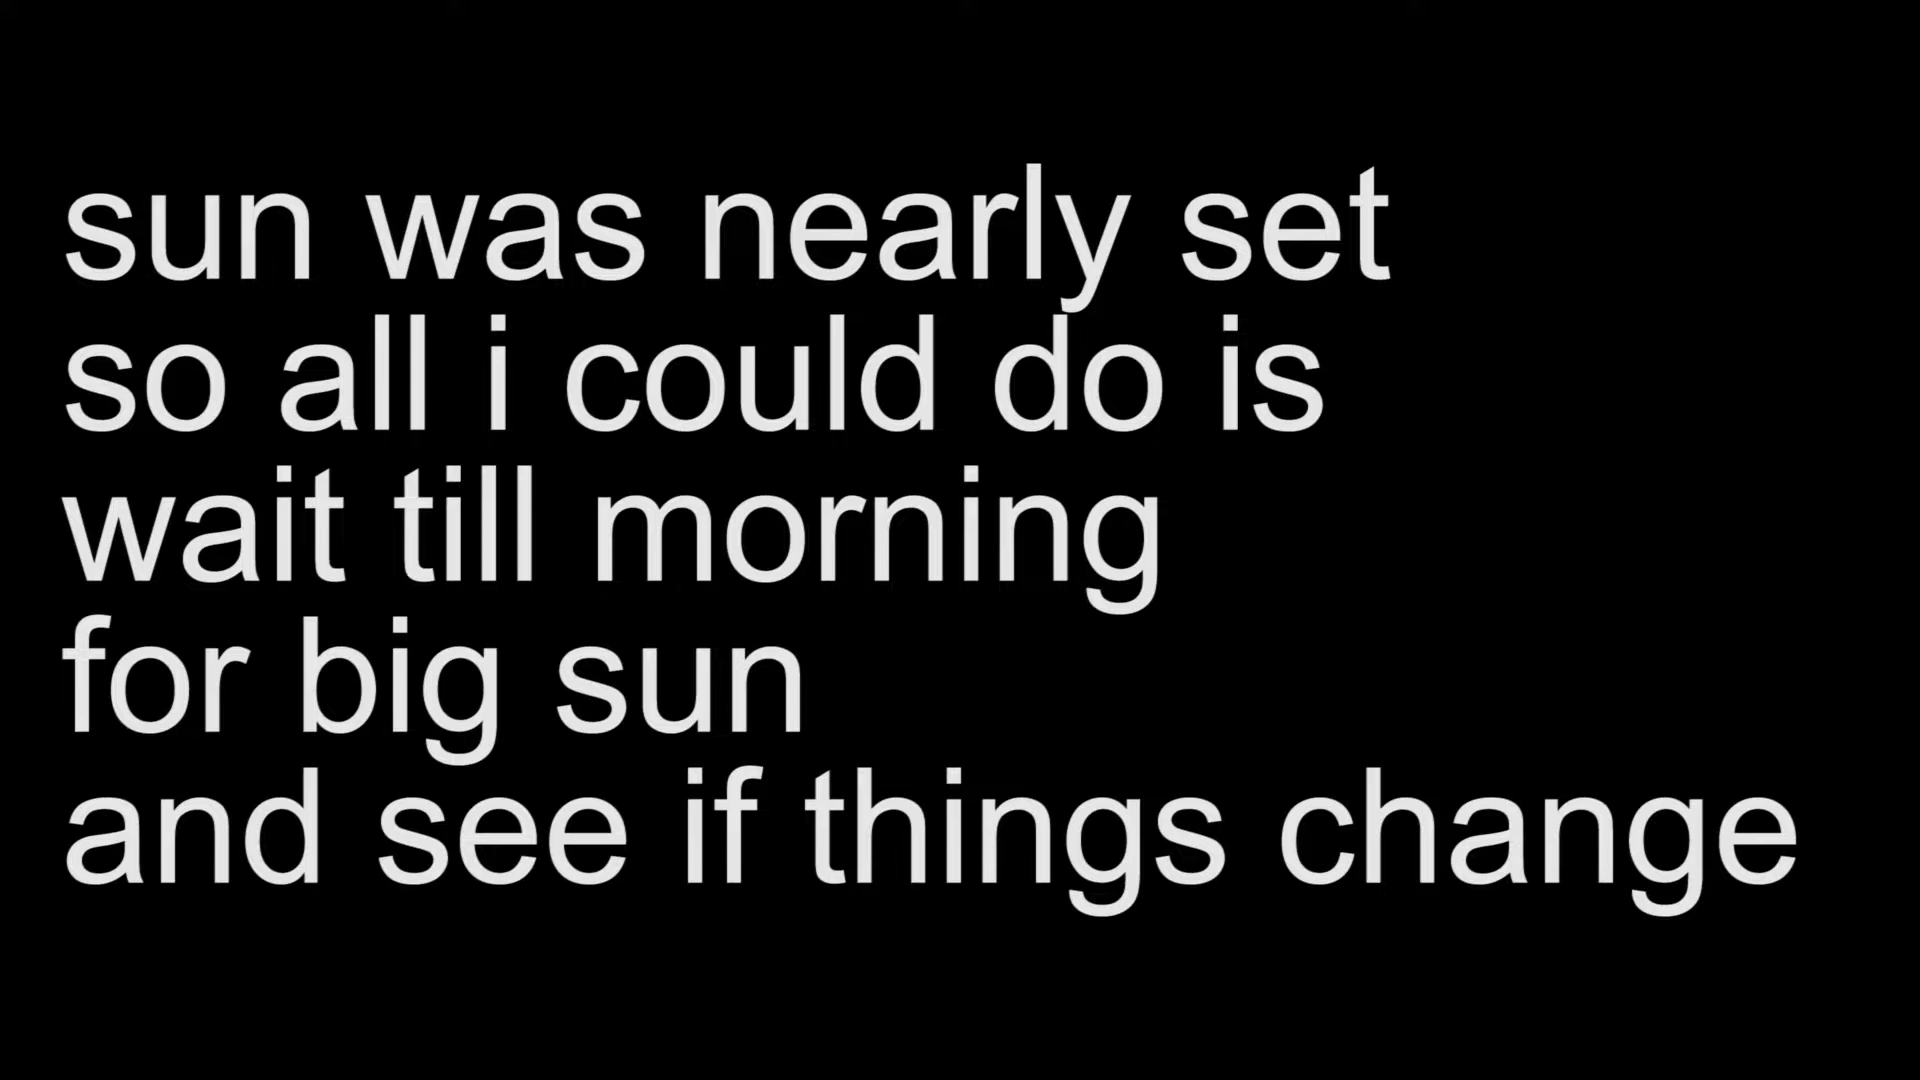 sun was nearly set
so all i could do is
wait till morning
for big sun
and see if things change